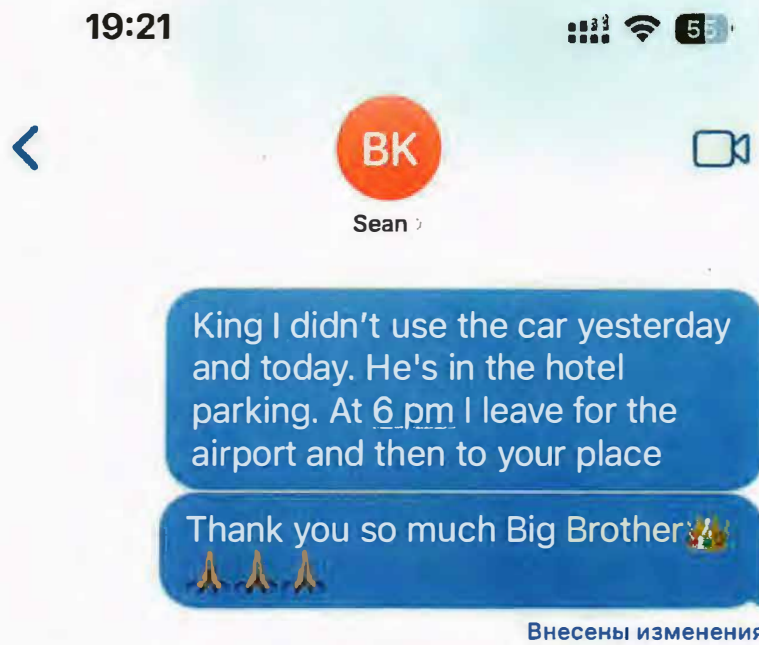 19:21
55
BK
Sean
King I didn't use the car yesterday
and today. He's in the hotel
parking. At 6 pm I leave for the
airport and then to your place
Thank you so much Big Brother👑
🙏🏾🙏🏾🙏🏾
Внесены изменения